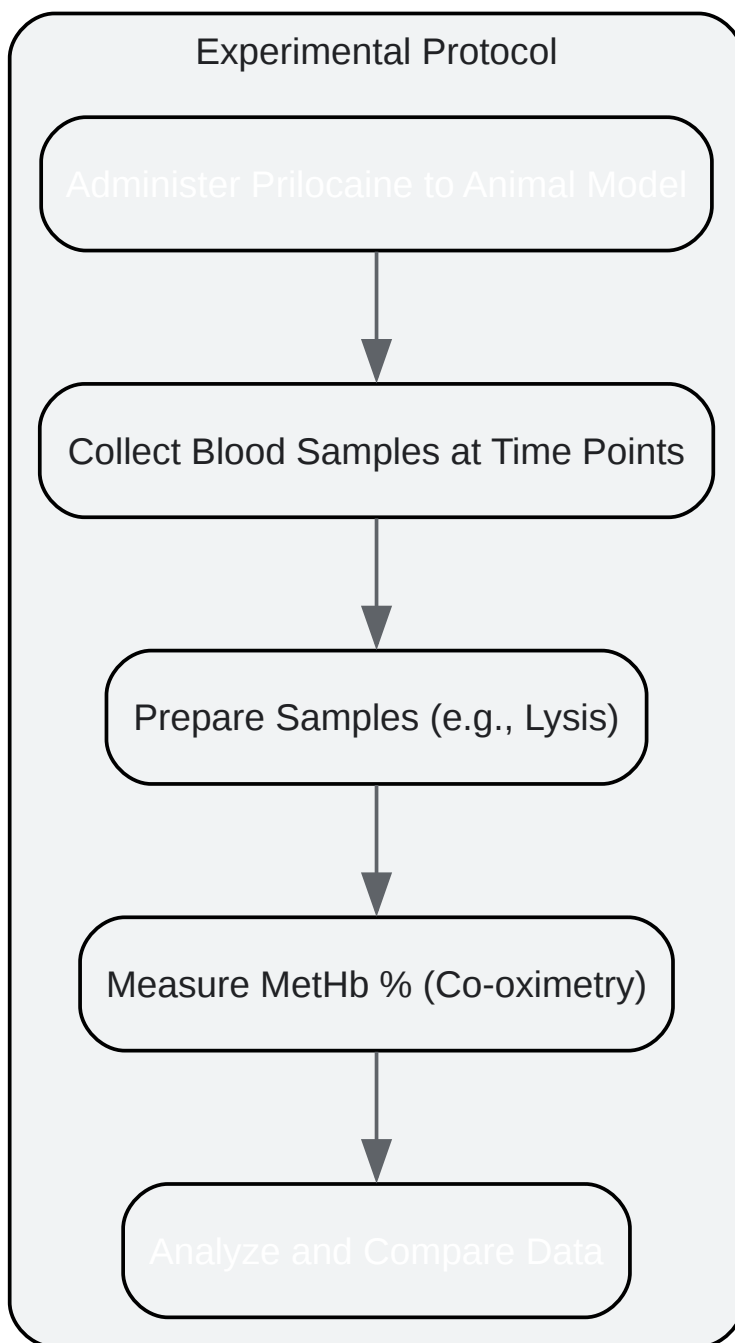 Experimental Protocol
Administer Prilocaine to Animal Model
Collect Blood Samples at Time Points
Prepare Samples (e.g., Lysis)
Measure MetHb % (Co-oximetry)
Analyze and Compare Data